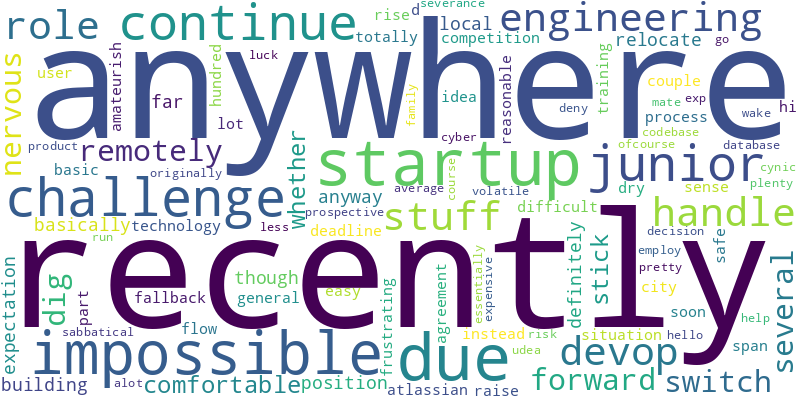 severance
d
rise
role
continue
engineering
totally
local
competition
relocate
go
luck
nervous
user
amateurish
anywhere
hundred
far
lot
family
idea
cyber
reasonable
training
couple
mate
exp
hi
deny
process
wake
product
basic
originally
remotely
whether
startup
codebase
ofcourse
database
junior
cynic
plenty
challenge
anyway
average
course
volatile
dry
sense
less
prospective
stuff
difficult
handle
basically
technology
deadline
run
recently
decision
employ
safe
pretty
expectation
dig
part
though
general
fallback
easy
sabbatical
flow
frustrating
agreement
essentially
expensive
definitely
stick
city
several
soon
hello
help
instead
risk
situation
impossible
due
udea
devop
span
building
alot
comfortable
position
atlassian
raise
forward
switch